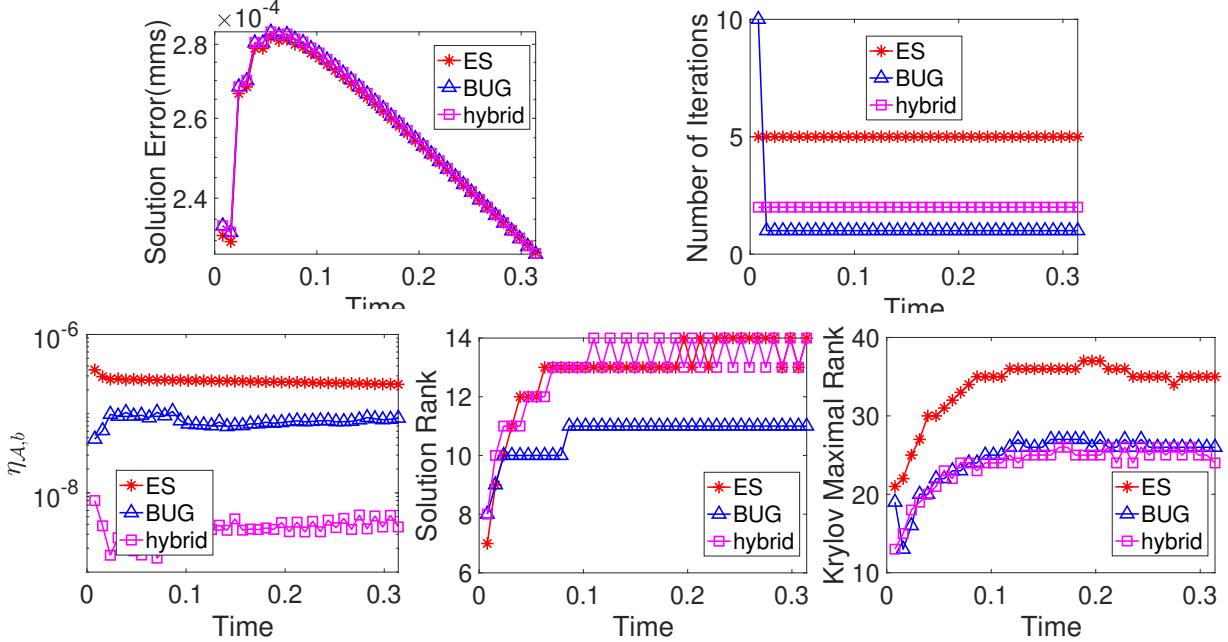 × 10^-4
Solution Error(mms)
2.8
2.6
2.4
0
0.1
0.2
0.3
Time
ES
BUG
hybrid
Number of Iterations
10
5
0
0
0.1
0.2
0.3
Time
ES
BUG
hybrid
η_A,b
10^-6
10^-8
0
0.1
0.2
0.3
Time
ES
BUG
hybrid
Solution Rank
14
12
10
8
6
0
0.1
0.2
0.3
Time
ES
BUG
hybrid
Krylov Maximal Rank
40
30
20
10
0
0.1
0.2
0.3
Time
ES
BUG
hybrid